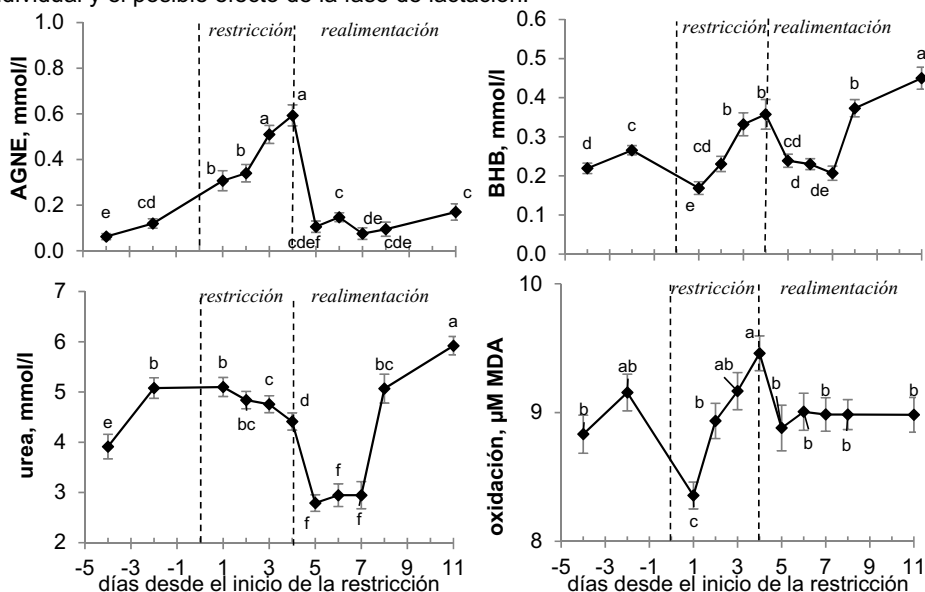 ndividual y el posible efecto de la fase de lactación.
restricción realimentación
AGNE, mmol/l
1.0
0.8
0.6
0.4
0.2
0.0
e cd b b a a cdef c de cde c
restricción realimentación
BHB, mmol/l
0.6
0.5
0.4
0.3
0.2
0.1
0.0
d c e cd b b d cd de b a
restricción realimentación
urea, mmol/l
7
6
5
4
3
2
e b b bc c d f f f bc a
-5 -3 -1 1 3 5 7 9 11
días desde el inicio de la restricción
restricción realimentación
oxidación, µM MDA
10
9
8
b ab c b ab a b b b b b
-5 -3 -1 1 3 5 7 9 11
días desde el inicio de la restricción